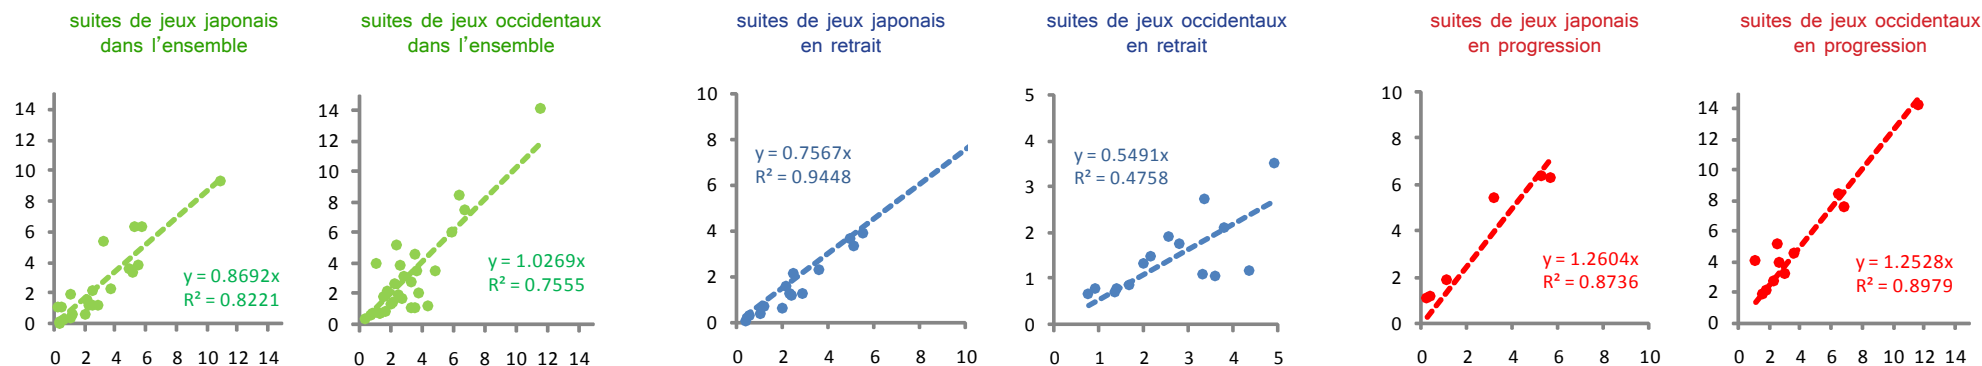 suites de jeux japonais
dans l’ensemble
14
12
10
8
6
4
2
0
y = 0.8692x
R² = 0.8221
0 2 4 6 8 10 12 14
suites de jeux occidentaux
dans l’ensemble
14
12
10
8
6
4
2
0
y = 1.0269x
R² = 0.7555
0 2 4 6 8 10 12 14
suites de jeux japonais
en retrait
10
8
6
4
2
0
y = 0.7567x
R² = 0.9448
0 2 4 6 8 10
suites de jeux occidentaux
en retrait
5
4
3
2
1
0
y = 0.5491x
R² = 0.4758
0 1 2 3 4 5
suites de jeux japonais
en progression
10
8
6
4
2
0
y = 1.2604x
R² = 0.8736
0 2 4 6 8 10
suites de jeux occidentaux
en progression
14
12
10
8
6
4
2
0
y = 1.2528x
R² = 0.8979
0 2 4 6 8 10 12 14